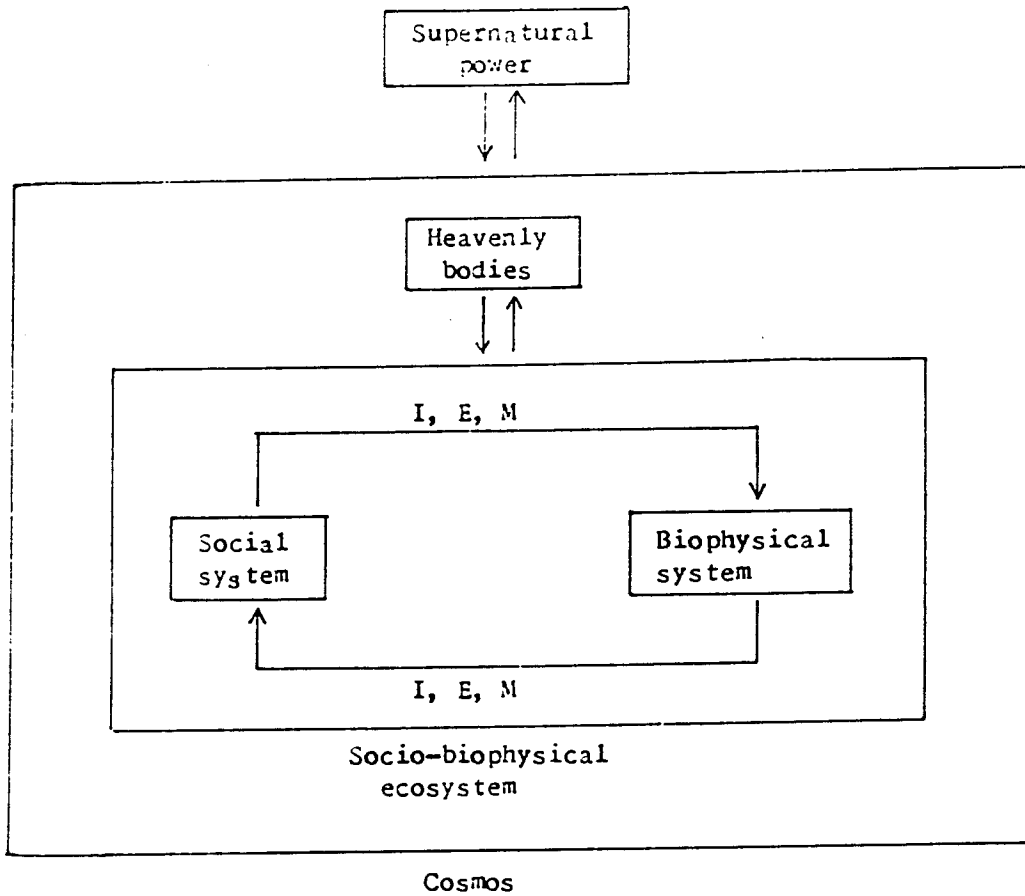 Supernatural
power
Heavenly
bodies
I, E, M
Social
system
Biophysical
system
I, E, M
Socio-biophysical
ecosystem
Cosmos